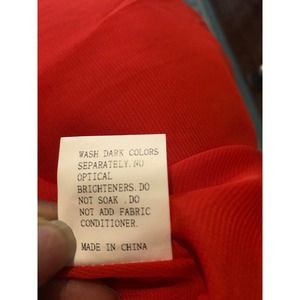 WASH DARK COLORS
SEPARATELY.NO
OPTICAL
BRIGHTENERS.DO
NOT SOAK .DO
NOT ADD FABRIC
CONDITIONER.
MADE IN CHINA